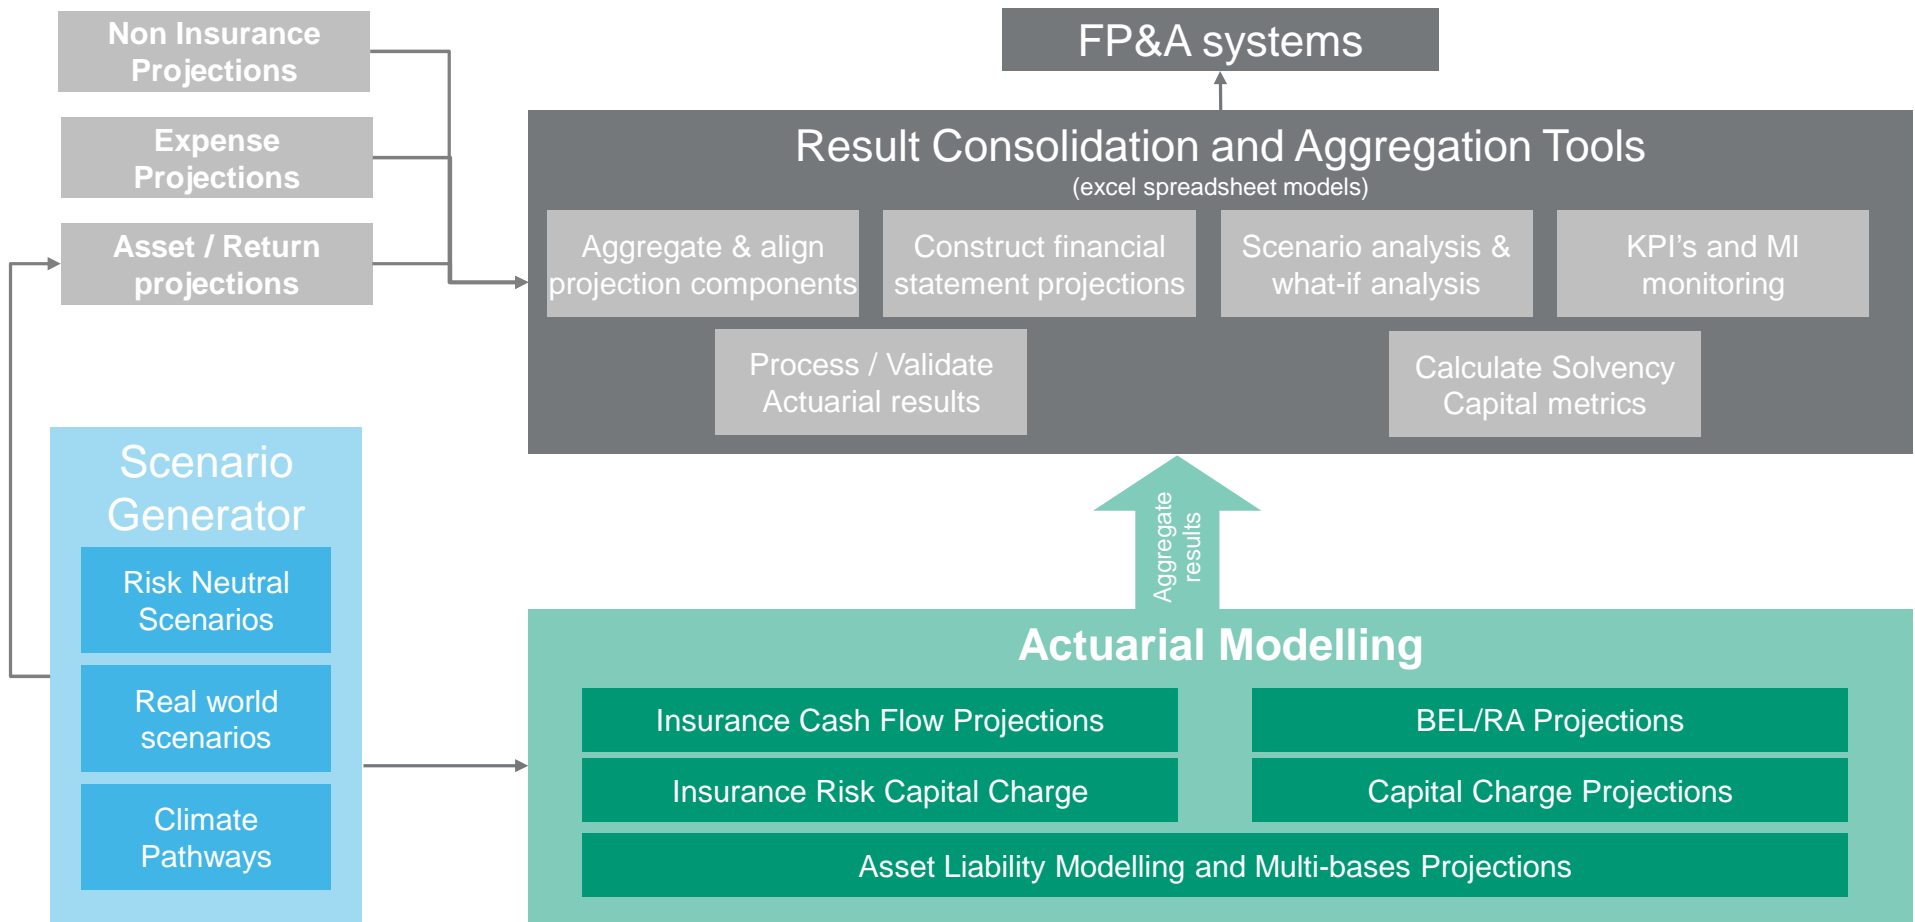 Non Insurance
Projections
Expense
Projections
Asset / Return
projections
FP&A systems
Result Consolidation and Aggregation Tools
(excel spreadsheet models)
Aggregate & align
projection components
Construct financial
statement projections
Scenario analysis &
what-if analysis
KPI's and MI
monitoring
Process / Validate
Actuarial results
Calculate Solvency
Capital metrics
Scenario
Generator
Risk Neutral
Scenarios
Real world
scenarios
Climate
Pathways
Aggregate
results
Actuarial Modelling
Insurance Cash Flow Projections
BEL/RA Projections
Insurance Risk Capital Charge
Capital Charge Projections
Asset Liability Modelling and Multi-bases Projections